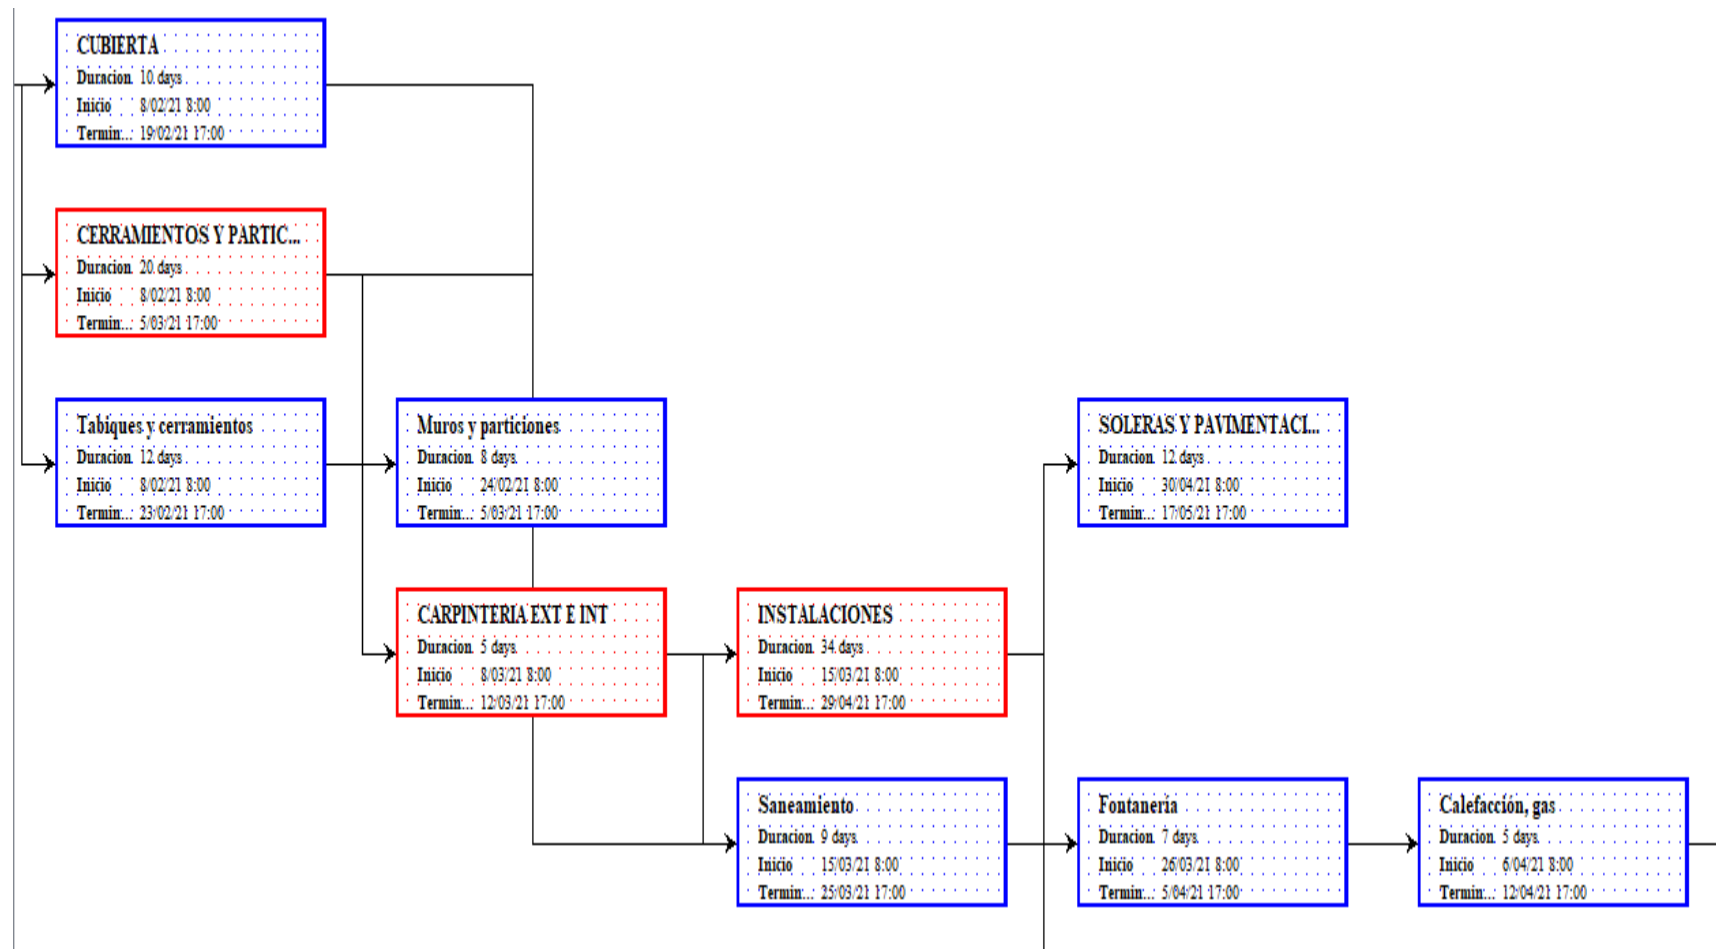 CUBIERTA
Duracion 10 days
Inicio 8/02/21 8:00
Termin... 19/02/21 17:00
CERRAMIENTOS Y PARTIC...
Duracion 20 days
Inicio 8/02/21 8:00
Termin... 5/03/21 17:00
Tabiques y cerramientos
Duracion 12 days
Inicio 8/02/21 8:00
Termin... 23/02/21 17:00
Muros y particiones
Duracion 8 days
Inicio 24/02/21 8:00
Termin... 5/03/21 17:00
SOLERAS Y PAVIMENTACI...
Duracion 12 days
Inicio 30/04/21 8:00
Termin... 17/05/21 17:00
CARPINTERIA EXT E INT
Duracion 5 days
Inicio 8/03/21 8:00
Termin... 12/03/21 17:00
INSTALACIONES
Duracion 34 days
Inicio 15/03/21 8:00
Termin... 29/04/21 17:00
Saneamiento
Duracion 9 days
Inicio 15/03/21 8:00
Termin... 25/03/21 17:00
Fontanería
Duracion 7 days
Inicio 26/03/21 8:00
Termin... 5/04/21 17:00
Calefacción, gas
Duracion 5 days
Inicio 6/04/21 8:00
Termin... 12/04/21 17:00